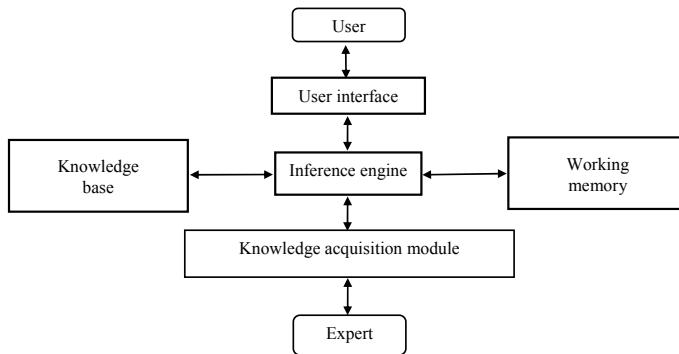 User
User interface
Knowledge
base
Inference engine
Working
memory
Knowledge acquisition module
Expert